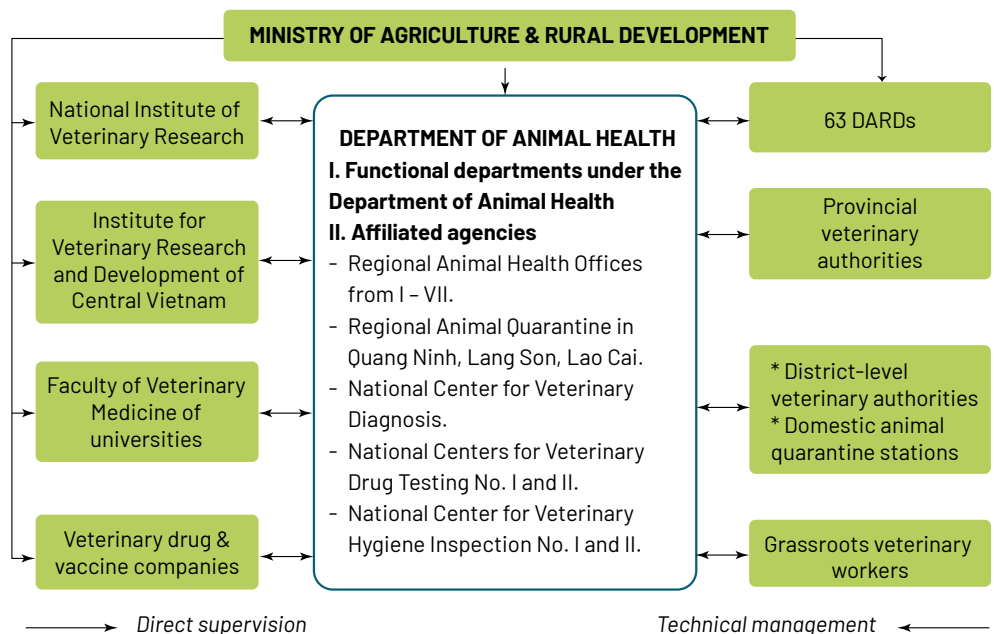 MINISTRY OF AGRICULTURE & RURAL DEVELOPMENT
National Institute of
Veterinary Research
Institute for
Veterinary Research
and Development of
Central Vietnam
Faculty of Veterinary
Medicine of
universities
Veterinary drug &
vaccine companies
DEPARTMENT OF ANIMAL HEALTH
I. Functional departments under the
Department of Animal Health
II. Affiliated agencies
- Regional Animal Health Offices
from I – VII.
- Regional Animal Quarantine in
Quang Ninh, Lang Son, Lao Cai.
- National Center for Veterinary
Diagnosis.
- National Centers for Veterinary
Drug Testing No. I and II.
- National Center for Veterinary
Hygiene Inspection No. I and II.
63 DARDs
Provincial
veterinary
authorities
* District-level
veterinary authorities
* Domestic animal
quarantine stations
Grassroots veterinary
workers
Direct supervision
Technical management